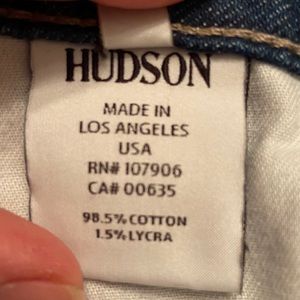 HUDSON
MADE IN
LOS ANGELES
USA
RN# 107906
CA# 00635
98.5% COTTON
1.5% LYCRA